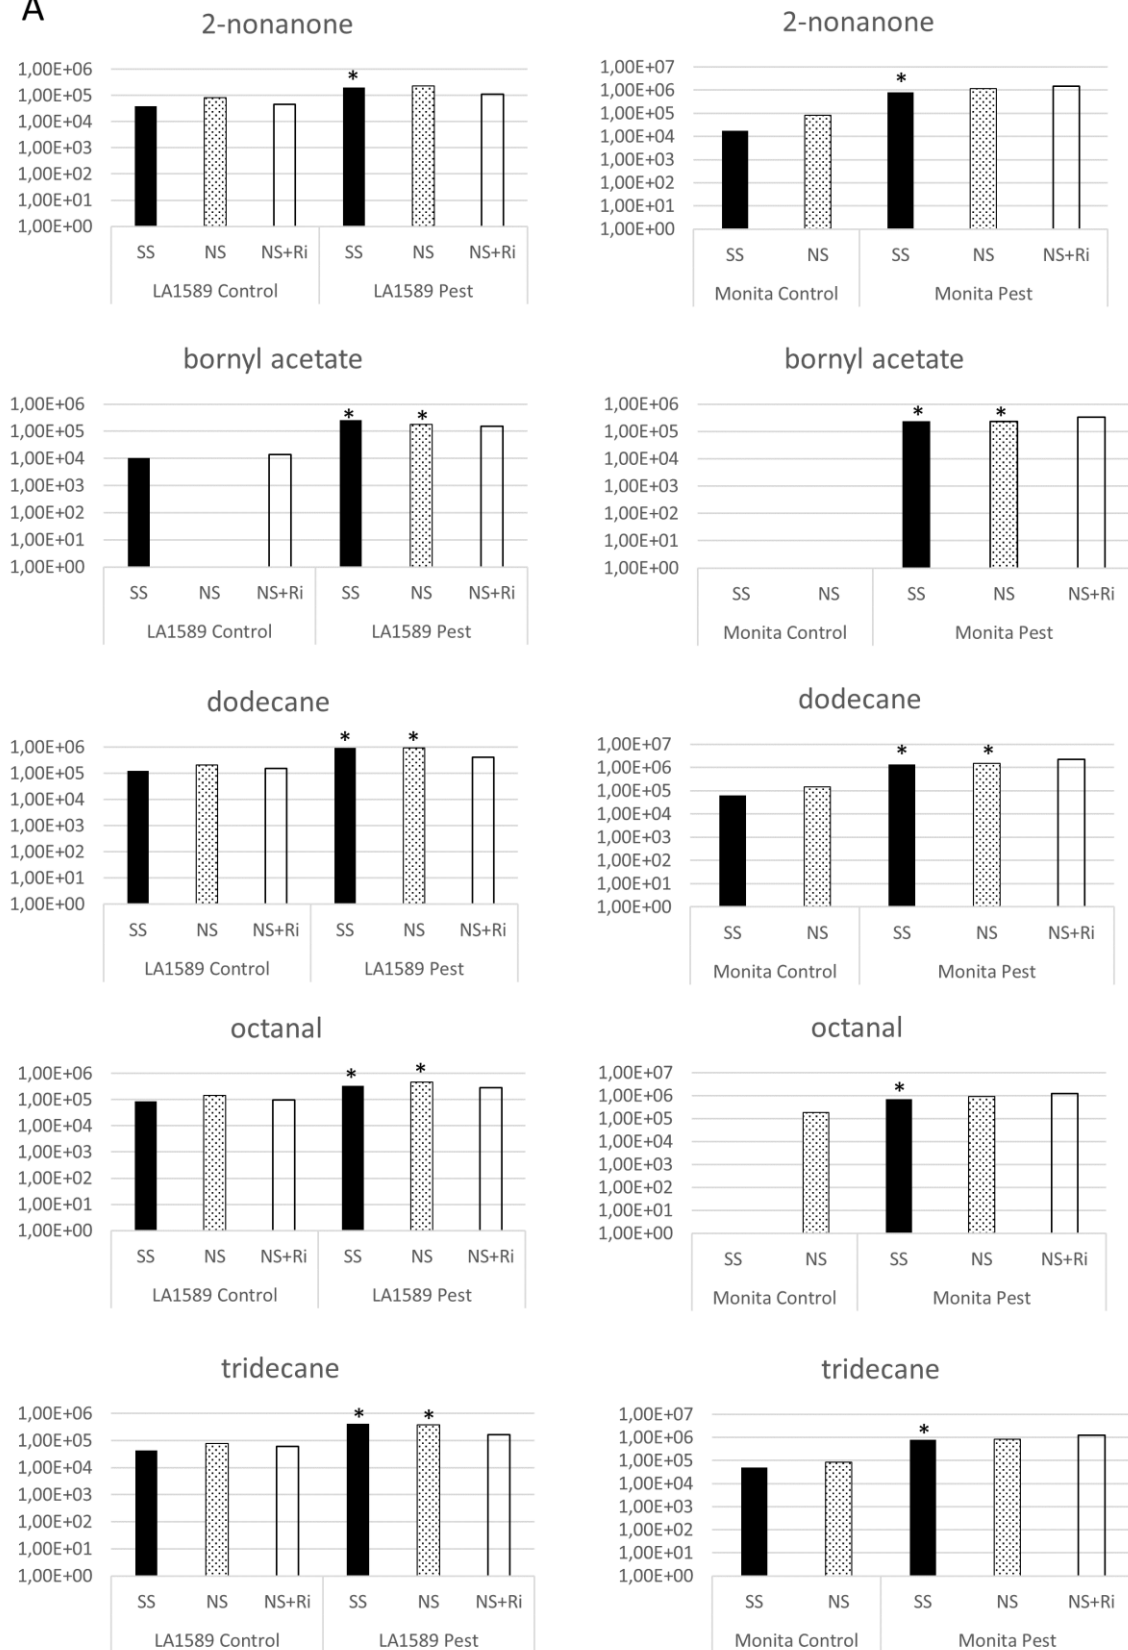 A
2-nonanone
1,00E+06
*
1,00E+05
1,00E+04
1,00E+03
1,00E+02
1,00E+01
1,00E+00
SS NS NS+Ri SS NS NS+Ri
LA1589 Control LA1589 Pest
2-nonanone
1,00E+07
*
1,00E+06
1,00E+05
1,00E+04
1,00E+03
1,00E+02
1,00E+01
1,00E+00
SS NS SS NS NS+Ri
Monita Control Monita Pest
bornyl acetate
1,00E+06
* *
1,00E+05
1,00E+04
1,00E+03
1,00E+02
1,00E+01
1,00E+00
SS NS NS+Ri SS NS NS+Ri
LA1589 Control LA1589 Pest
bornyl acetate
1,00E+06
* *
1,00E+05
1,00E+04
1,00E+03
1,00E+02
1,00E+01
1,00E+00
SS NS SS NS NS+Ri
Monita Control Monita Pest
dodecane
* *
1,00E+06
1,00E+05
1,00E+04
1,00E+03
1,00E+02
1,00E+01
1,00E+00
SS NS NS+Ri SS NS NS+Ri
LA1589 Control LA1589 Pest
dodecane
1,00E+07
* *
1,00E+06
1,00E+05
1,00E+04
1,00E+03
1,00E+02
1,00E+01
1,00E+00
SS NS SS NS NS+Ri
Monita Control Monita Pest
octanal
1,00E+06
* *
1,00E+05
1,00E+04
1,00E+03
1,00E+02
1,00E+01
1,00E+00
SS NS NS+Ri SS NS NS+Ri
LA1589 Control LA1589 Pest
octanal
1,00E+07
*
1,00E+06
1,00E+05
1,00E+04
1,00E+03
1,00E+02
1,00E+01
1,00E+00
SS NS SS NS NS+Ri
Monita Control Monita Pest
tridecane
1,00E+06
* *
1,00E+05
1,00E+04
1,00E+03
1,00E+02
1,00E+01
1,00E+00
SS NS NS+Ri SS NS NS+Ri
LA1589 Control LA1589 Pest
tridecane
1,00E+07
*
1,00E+06
1,00E+05
1,00E+04
1,00E+03
1,00E+02
1,00E+01
1,00E+00
SS NS SS NS NS+Ri
Monita Control Monita Pest